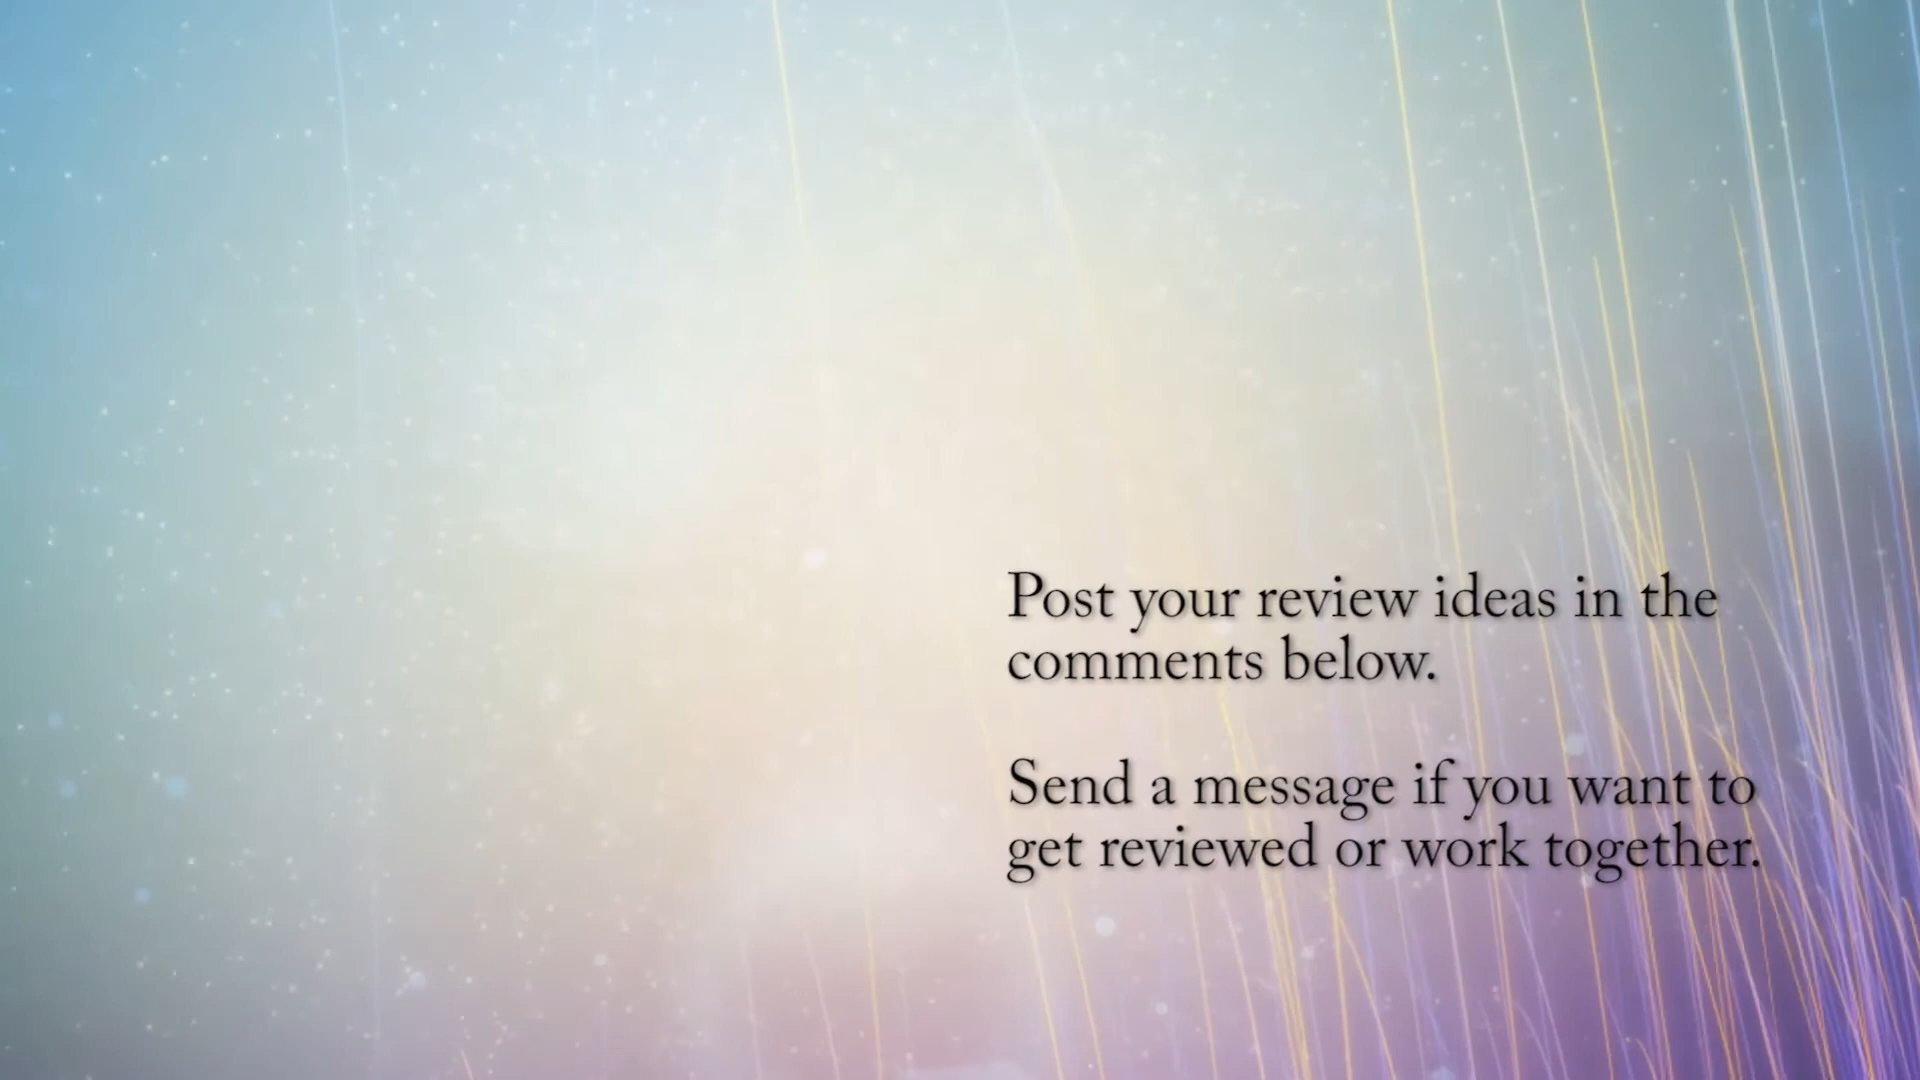 Post your review ideas in the
comments below.
Send a message if you want to
get reviewed or work together.